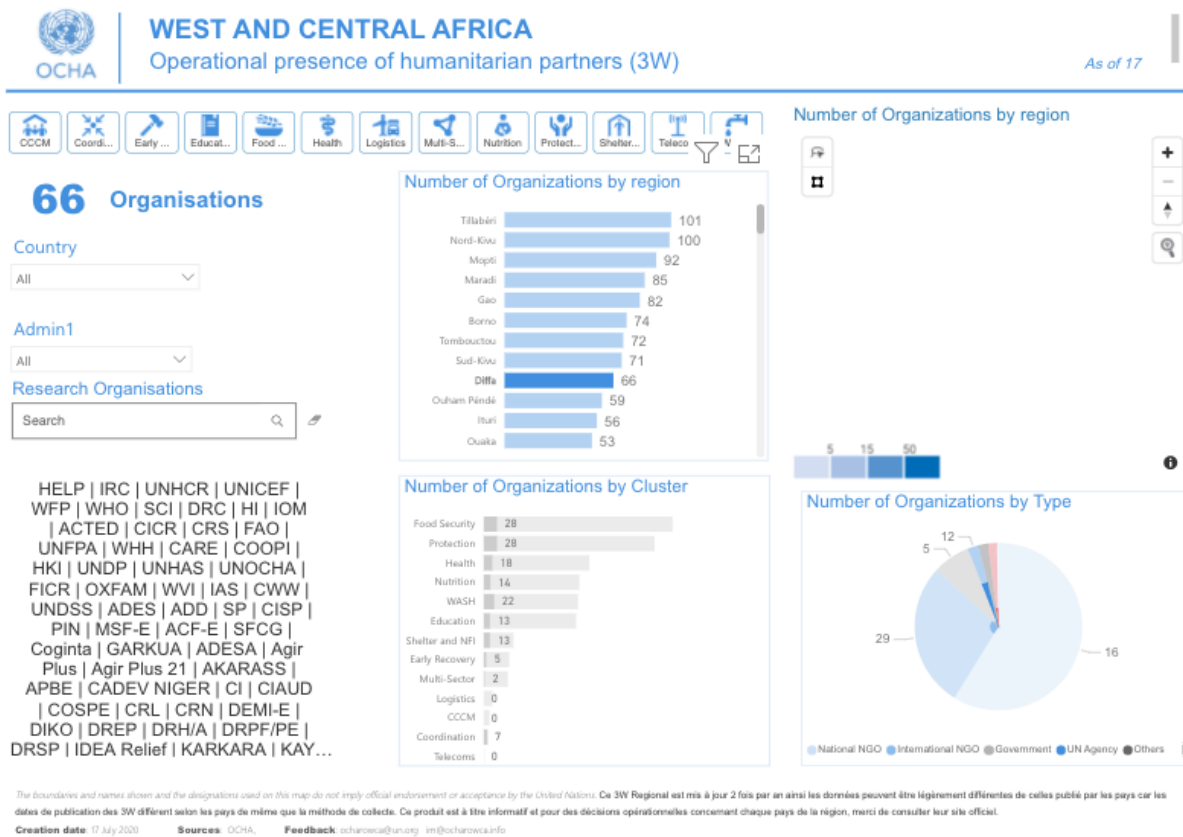 OCHA
WEST AND CENTRAL AFRICA
Operational presence of humanitarian partners (3W)
As of 17
CCCM
Coordi...
Early ...
Educat...
Food ...
Health
Logistics
Multi-S...
Nutrition
Protect...
Shelter...
Teleco
66 Organisations
Country
All
Admin1
All
Research Organisations
Search
HELP | IRC | UNHCR | UNICEF |
WFP | WHO | SCI | DRC | HI | IOM
| ACTED | CICR | CRS | FAO |
UNFPA | WHH | CARE | COOPI |
HKI | UNDP | UNHAS | UNOCHA |
FICR | OXFAM | WVI | IAS | CWW |
UNDSS | ADES | ADD | SP | CISP |
PIN | MSF-E | ACF-E | SFCG |
Coginta | GARKUA | ADESA | Agir
Plus | Agir Plus 21 | AKARASS |
APBE | CADEV NIGER | CI | CIAUD
| COSPE | CRL | CRN | DEMI-E |
DIKO | DREP | DRH/A | DRPF/PE |
DRSP | IDEA Relief | KARKARA | KAY...
Number of Organizations by region
Tillabéri 101
Nord-Kivu 100
Mopti 92
Maradi 85
Gao 82
Borno 74
Tombouctou 72
Sud-Kivu 71
Diffa 66
Ouham Pèndé 59
Ituri 56
Ouaka 53
Number of Organizations by Cluster
Food Security 28
Protection 28
Health 18
Nutrition 14
WASH 22
Education 13
Shelter and NFI 13
Early Recovery 5
Multi-Sector 2
Logistics 0
CCCM 0
Coordination 7
Telecoms 0
Number of Organizations by region
5 15 50
Number of Organizations by Type
12
5
29
16
National NGO International NGO Government UN Agency Others
The boundaries and names shown and the designations used on this map do not imply official endorsement or acceptance by the United Nations. Ce 3W Regional est mis à jour 2 fois par an ainsi les données peuvent être légèrement différentes de celles publié par les pays car les
dates de publication des 3W diffèrent selon les pays de même que la méthode de collecte. Ce produit est à titre informatif et pour des décisions opérationnelles concernant chaque pays de la région, merci de consulter leur site officiel.
Creation date: 17 July 2020 Sources: OCHA, Feedback: ocharowca@un.org im@ocharowca.info